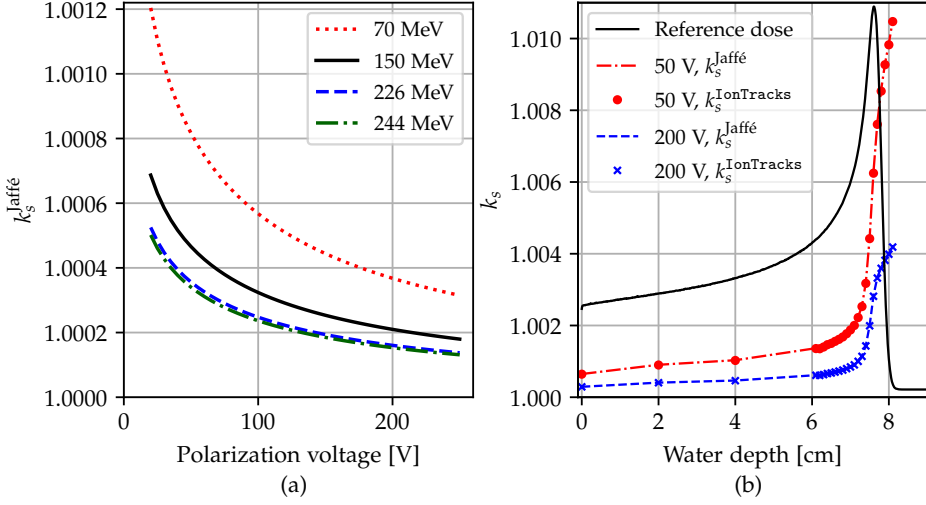 1.0012
1.0010
1.0008
1.0006
1.0004
1.0002
1.0000
k_s^Jaffé
70 MeV
150 MeV
226 MeV
244 MeV
0
100
200
Polarization voltage [V]
(a)
1.010
1.008
1.006
1.004
1.002
1.000
k_s
Reference dose
50 V, k_s^Jaffé
50 V, k_s^IonTracks
200 V, k_s^Jaffé
200 V, k_s^IonTracks
0
2
4
6
8
Water depth [cm]
(b)